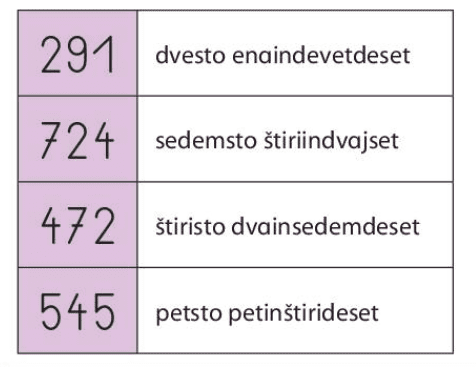 291 dvesto enaindevetdeset
724 sedemsto štiriindvajset
472 štiristo dvainsedemdeset
545 petsto petinštirideset